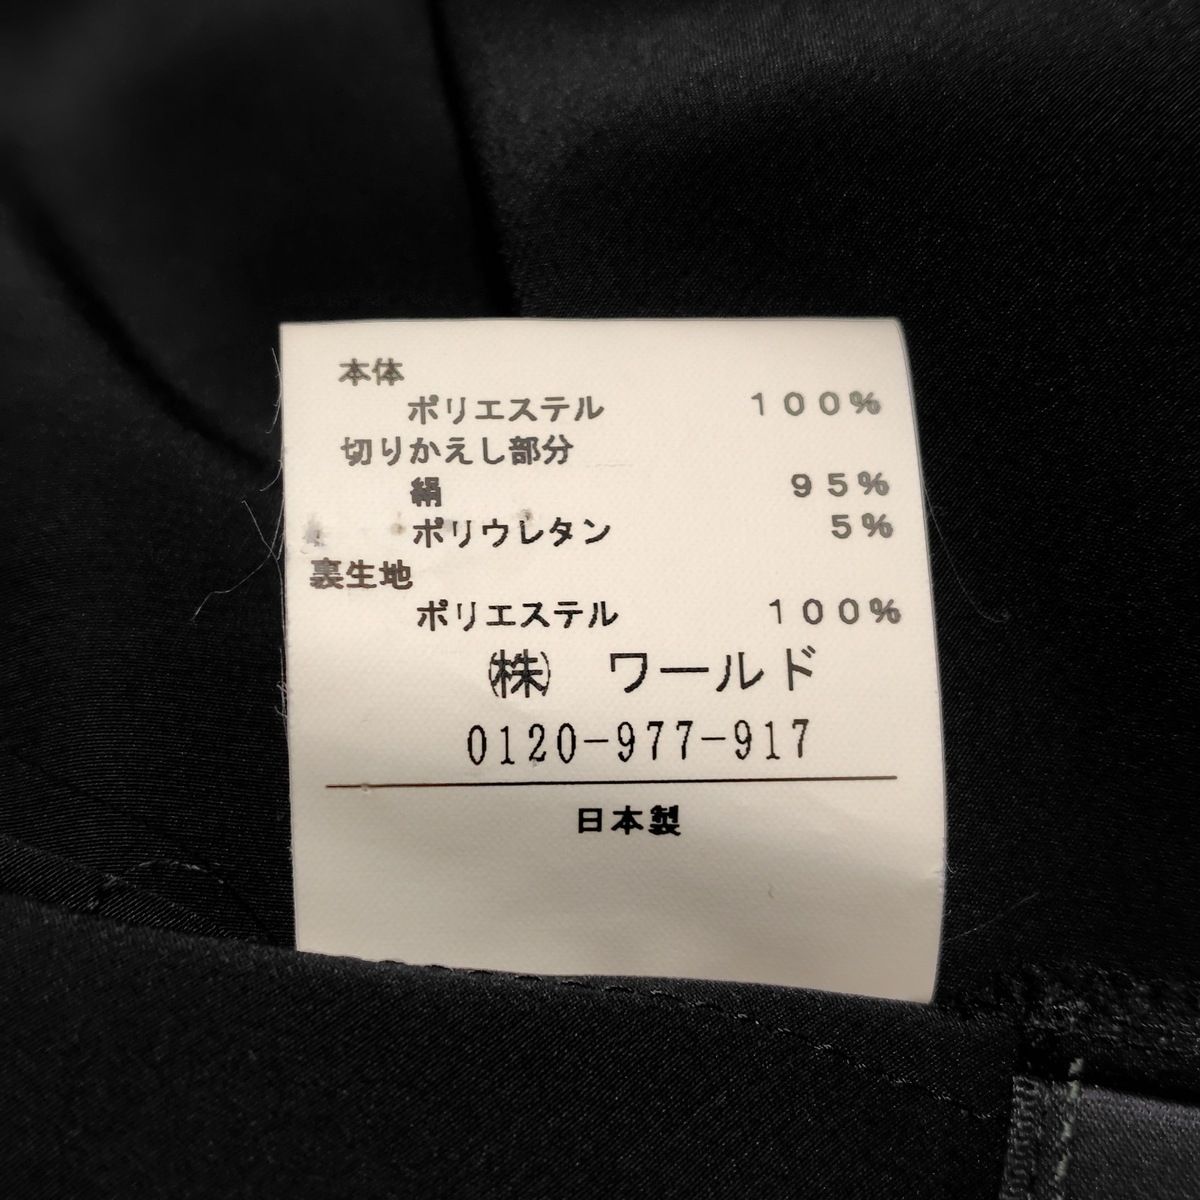 本体
ポリエステル 100%
切りかえし部分
絹 95%
ポリウレタン 5%
裏生地
ポリエステル 100%
㈱ ワールド
0120-977-917
日本製